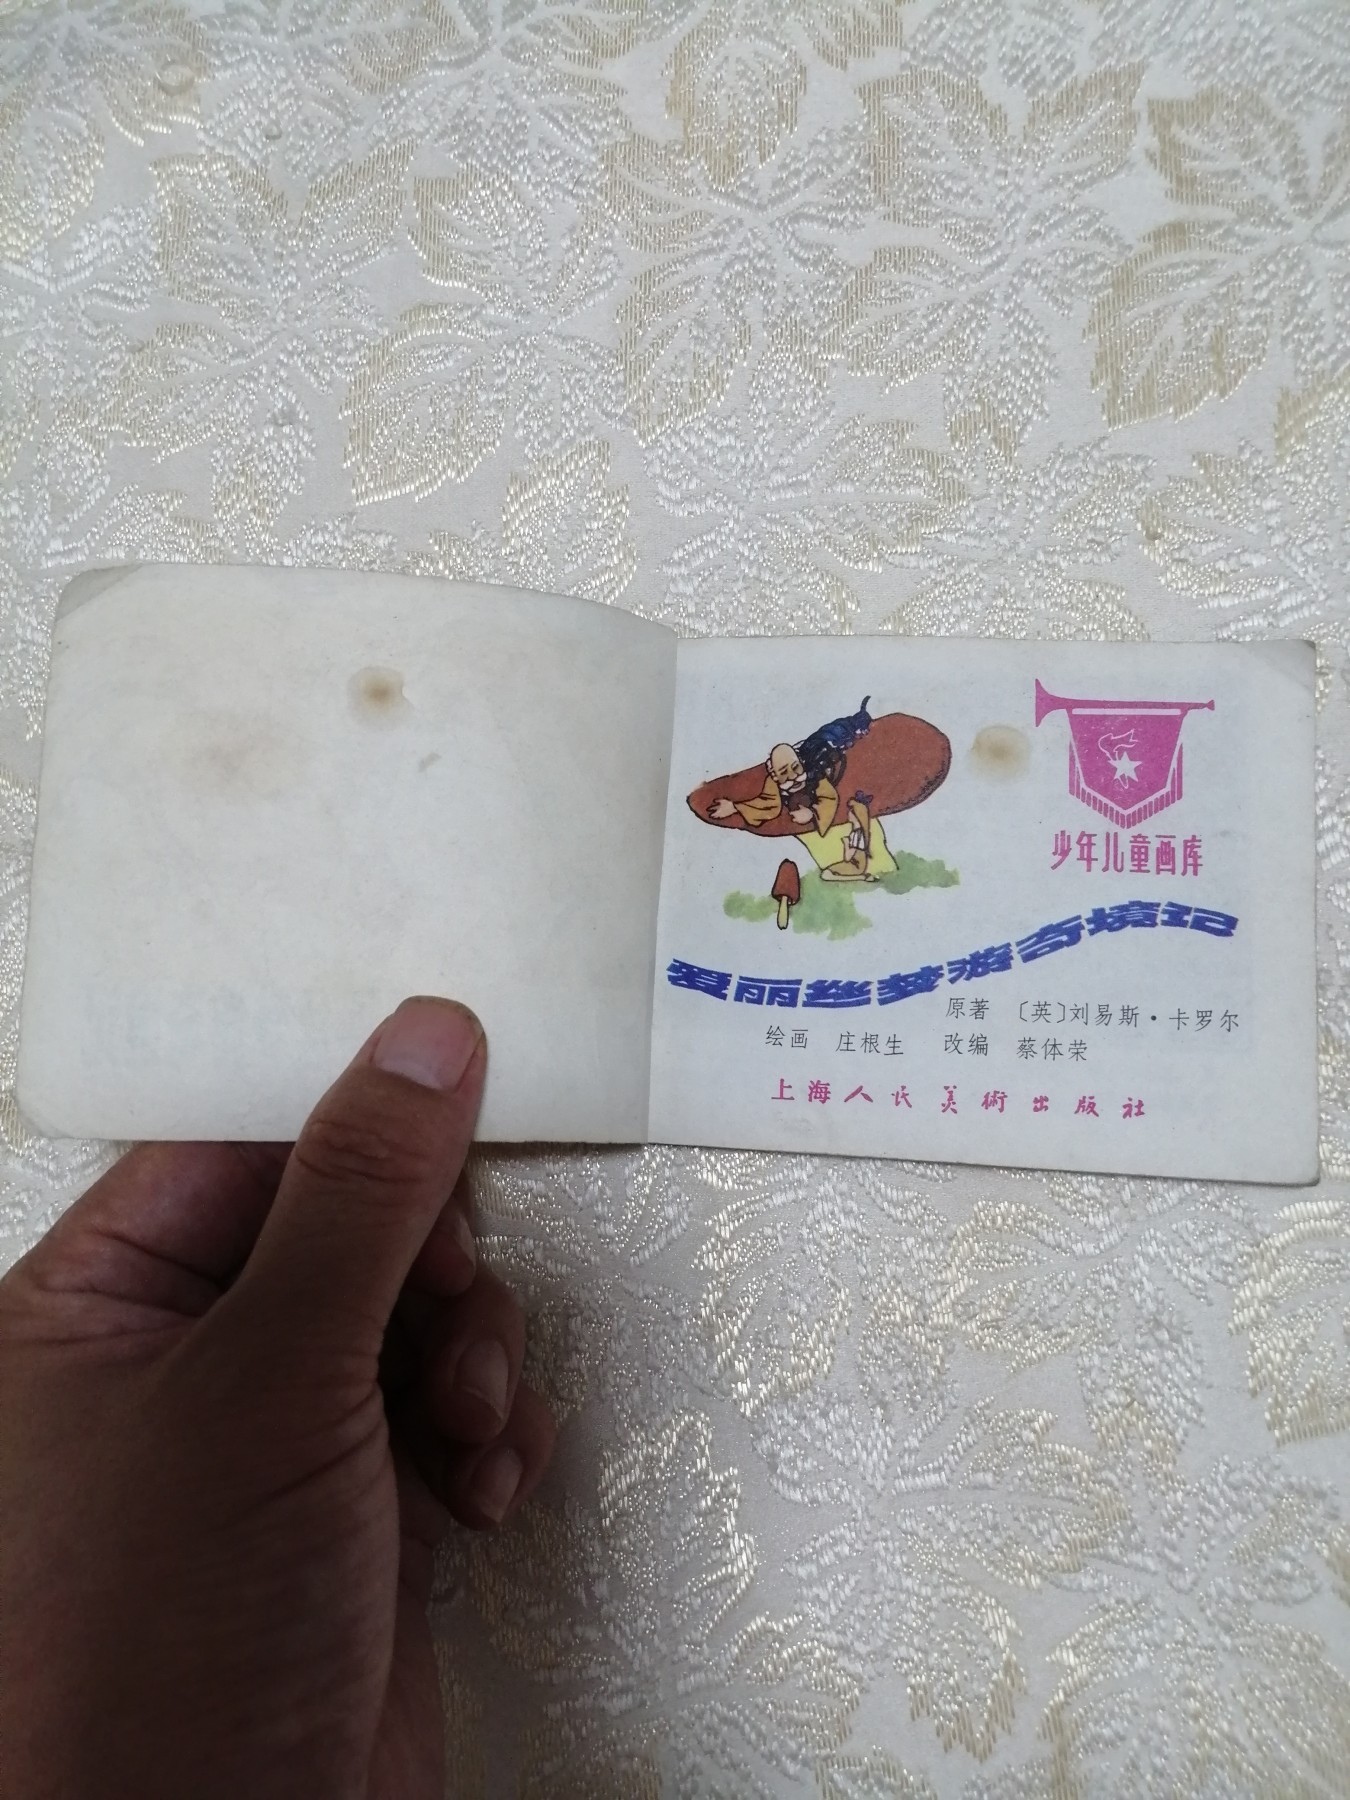 少年儿童画库
爱丽丝梦游奇境记
原著 〔英〕刘易斯·卡罗尔
绘画 庄根生 改编 蔡体荣
上海人民美術出版社